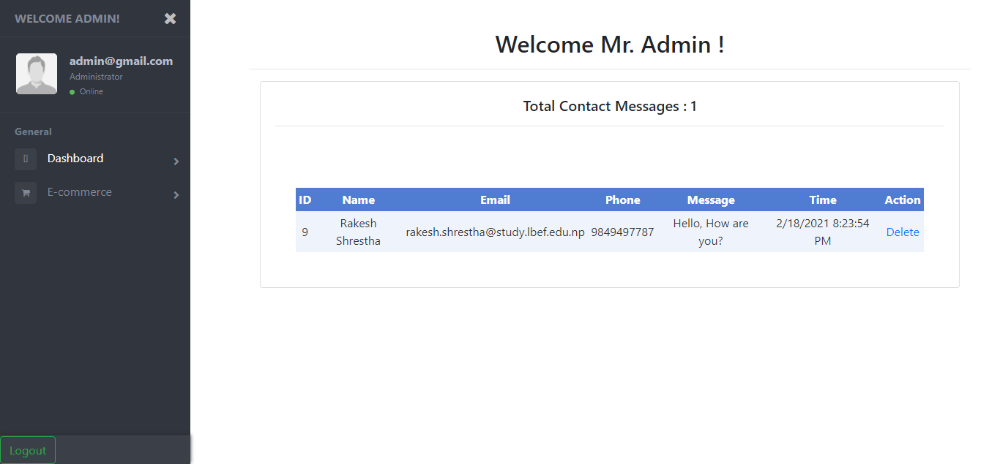 WELCOME ADMIN!
admin@gmail.com
Administrator
Online
General
Dashboard
E-commerce
Logout
Welcome Mr. Admin !
Total Contact Messages : 1
ID Name Email Phone Message Time Action
9 Rakesh Shrestha rakesh.shrestha@study.lbef.edu.np 9849497787 Hello, How are you? 2/18/2021 8:23:54 PM Delete